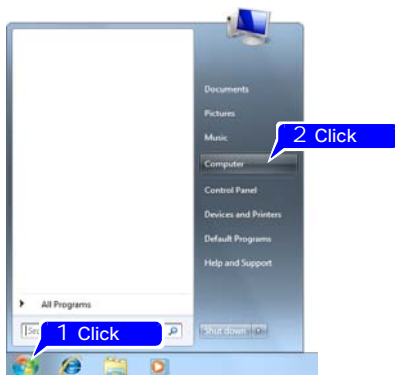 Documents
Pictures
Music
2 Click
Computer
Control Panel
Devices and Printers
Default Programs
Help and Support
All Programs
1 Click
Shut down